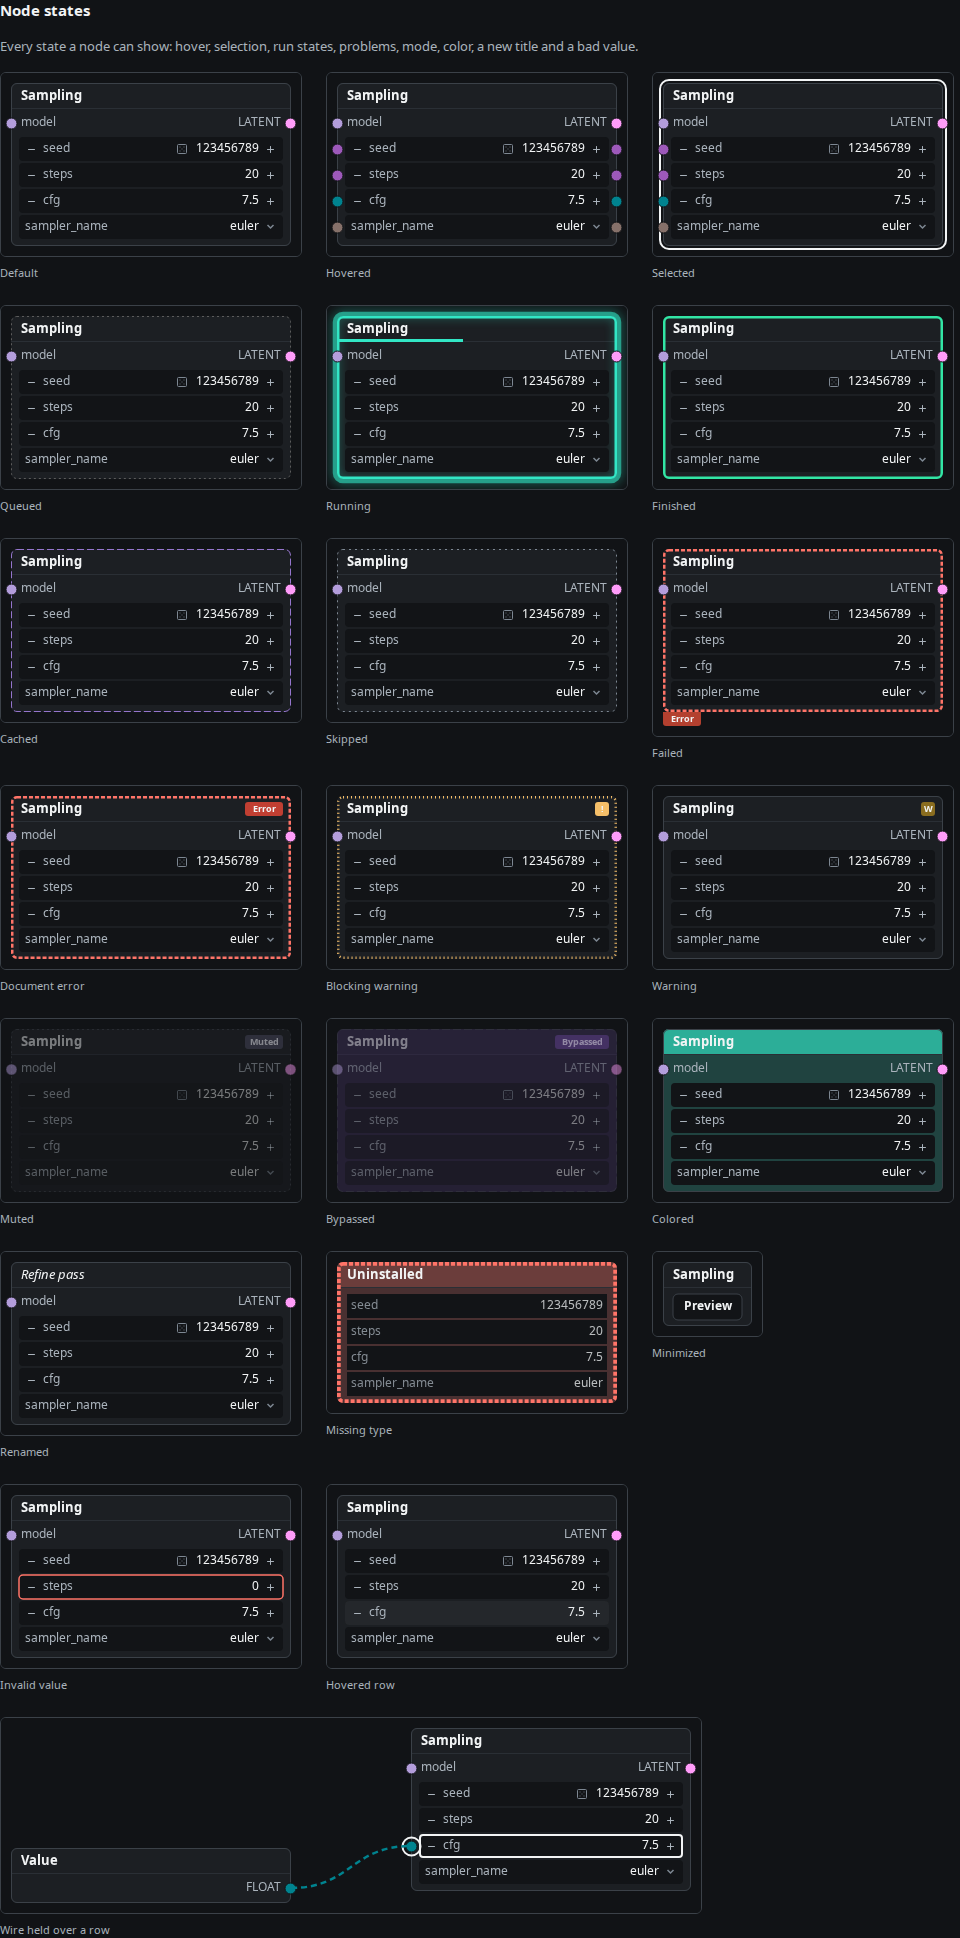 Node states
Every state a node can show: hover, selection, run states, problems, mode, color, a new title and a bad value.
Sampling
model LATENT
– seed 123456789 +
– steps 20 +
– cfg 7.5 +
sampler_name euler
Default
Sampling
model LATENT
– seed 123456789 +
– steps 20 +
– cfg 7.5 +
sampler_name euler
Hovered
Sampling
model LATENT
– seed 123456789 +
– steps 20 +
– cfg 7.5 +
sampler_name euler
Selected
Sampling
model LATENT
– seed 123456789 +
– steps 20 +
– cfg 7.5 +
sampler_name euler
Queued
Sampling
model LATENT
– seed 123456789 +
– steps 20 +
– cfg 7.5 +
sampler_name euler
Running
Sampling
model LATENT
– seed 123456789 +
– steps 20 +
– cfg 7.5 +
sampler_name euler
Finished
Sampling
model LATENT
– seed 123456789 +
– steps 20 +
– cfg 7.5 +
sampler_name euler
Cached
Sampling
model LATENT
– seed 123456789 +
– steps 20 +
– cfg 7.5 +
sampler_name euler
Skipped
Sampling
model LATENT
– seed 123456789 +
– steps 20 +
– cfg 7.5 +
sampler_name euler
Error
Failed
Sampling Error
model LATENT
– seed 123456789 +
– steps 20 +
– cfg 7.5 +
sampler_name euler
Document error
Sampling !
model LATENT
– seed 123456789 +
– steps 20 +
– cfg 7.5 +
sampler_name euler
Blocking warning
Sampling W
model LATENT
– seed 123456789 +
– steps 20 +
– cfg 7.5 +
sampler_name euler
Warning
Sampling Muted
model LATENT
– seed 123456789 +
– steps 20 +
– cfg 7.5 +
sampler_name euler
Muted
Sampling Bypassed
model LATENT
– seed 123456789 +
– steps 20 +
– cfg 7.5 +
sampler_name euler
Bypassed
Sampling
model LATENT
– seed 123456789 +
– steps 20 +
– cfg 7.5 +
sampler_name euler
Colored
Refine pass
model LATENT
– seed 123456789 +
– steps 20 +
– cfg 7.5 +
sampler_name euler
Renamed
Uninstalled
seed 123456789
steps 20
cfg 7.5
sampler_name euler
Missing type
Sampling
Preview
Minimized
Sampling
model LATENT
– seed 123456789 +
– steps 0 +
– cfg 7.5 +
sampler_name euler
Invalid value
Sampling
model LATENT
– seed 123456789 +
– steps 20 +
– cfg 7.5 +
sampler_name euler
Hovered row
Sampling
model LATENT
– seed 123456789 +
– steps 20 +
– cfg 7.5 +
sampler_name euler
Value
FLOAT
Wire held over a row